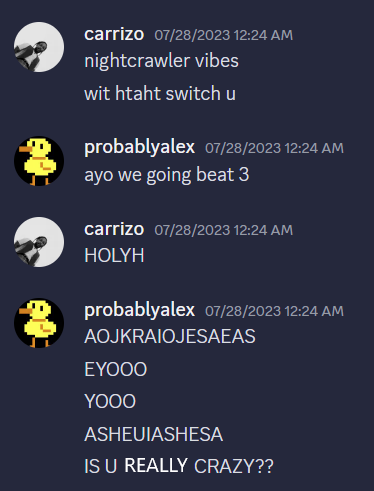 carrizo 07/28/2023 12:24 AM
nightcrawler vibes
wit htaht switch u
probablyalex 07/28/2023 12:24 AM
ayo we going beat 3
carrizo 07/28/2023 12:24 AM
HOLYH
probablyalex 07/28/2023 12:24 AM
AOJKRAIOJESAEAS
EYOOO
YOOO
ASHEUIASHESA
IS U REALLY CRAZY??